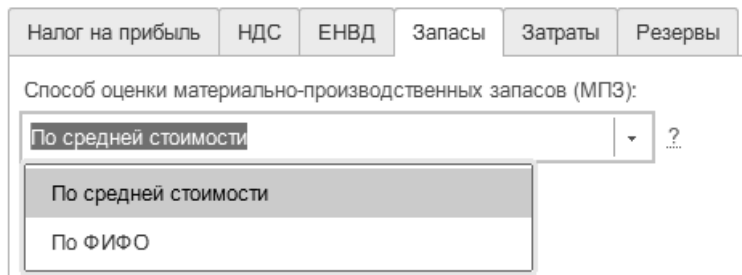 Налог на прибыль НДС ЕНВД Запасы Затраты Резервы
Способ оценки материально-производственных запасов (МПЗ):
По средней стоимости ?
По средней стоимости
По ФИФО